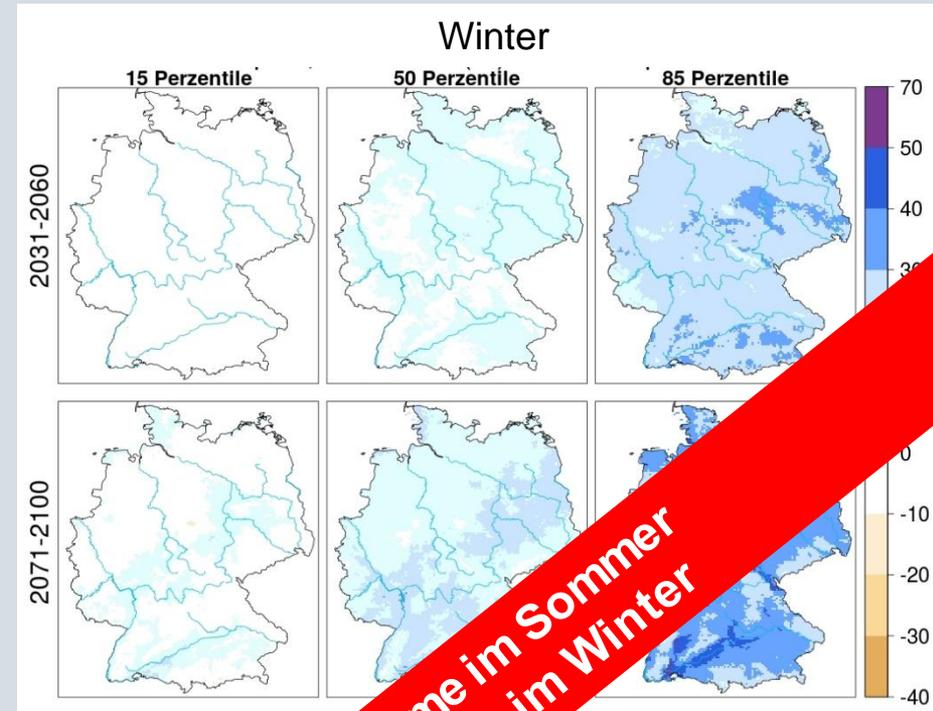 Winter
15 Perzentile
50 Perzentile
85 Perzentile
70
50
40
2031-2060
2071-2100
0
-10
-20
-30
-40
im Sommer
im Winter